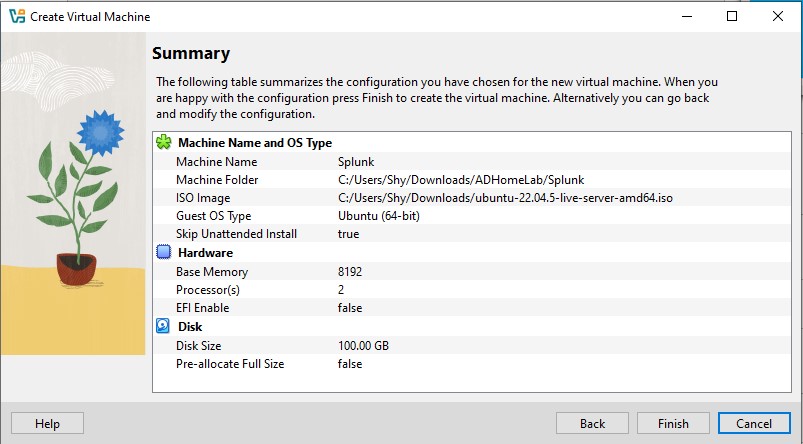 Create Virtual Machine
Summary
The following table summarizes the configuration you have chosen for the new virtual machine. When you
are happy with the configuration press Finish to create the virtual machine. Alternatively you can go back
and modify the configuration.
Machine Name and OS Type
Machine Name Splunk
Machine Folder C:/Users/Shy/Downloads/ADHomeLab/Splunk
ISO Image C:/Users/Shy/Downloads/ubuntu-22.04.5-live-server-amd64.iso
Guest OS Type Ubuntu (64-bit)
Skip Unattended Install true
Hardware
Base Memory 8192
Processor(s) 2
EFI Enable false
Disk
Disk Size 100.00 GB
Pre-allocate Full Size false
Help Back Finish Cancel